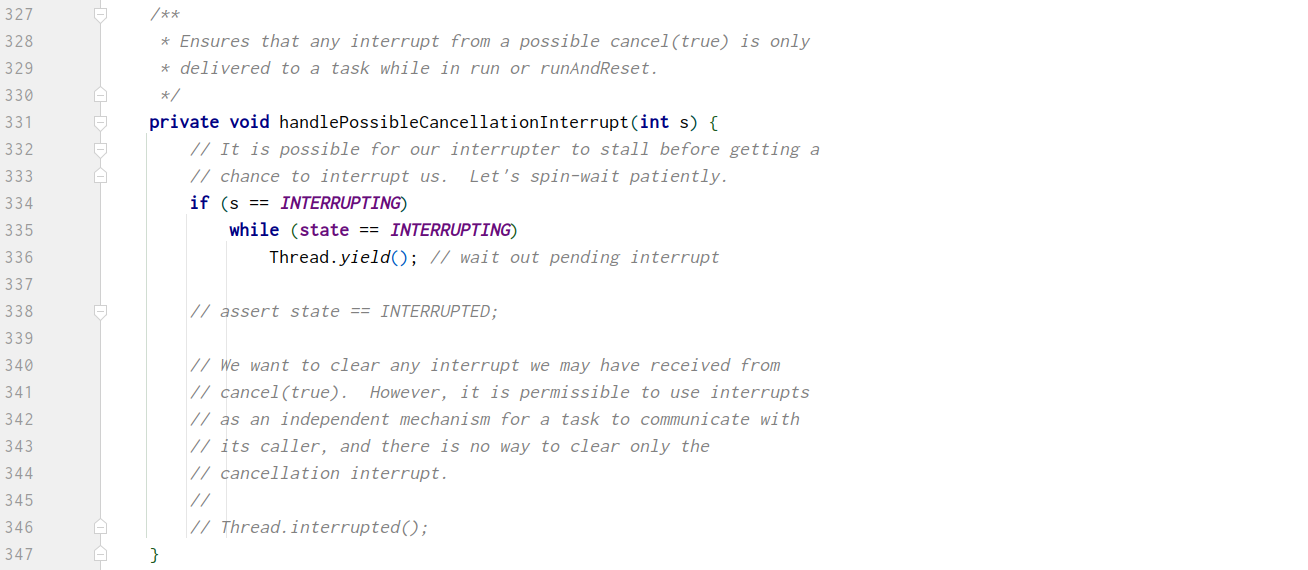 327 /**
328 * Ensures that any interrupt from a possible cancel(true) is only
329 * delivered to a task while in run or runAndReset.
330 */
331 private void handlePossibleCancellationInterrupt(int s) {
332 // It is possible for our interrupter to stall before getting a
333 // chance to interrupt us.  Let's spin-wait patiently.
334 if (s == INTERRUPTING)
335 while (state == INTERRUPTING)
336 Thread.yield(); // wait out pending interrupt
337
338 // assert state == INTERRUPTED;
339
340 // We want to clear any interrupt we may have received from
341 // cancel(true).  However, it is permissible to use interrupts
342 // as an independent mechanism for a task to communicate with
343 // its caller, and there is no way to clear only the
344 // cancellation interrupt.
345 //
346 // Thread.interrupted();
347 }